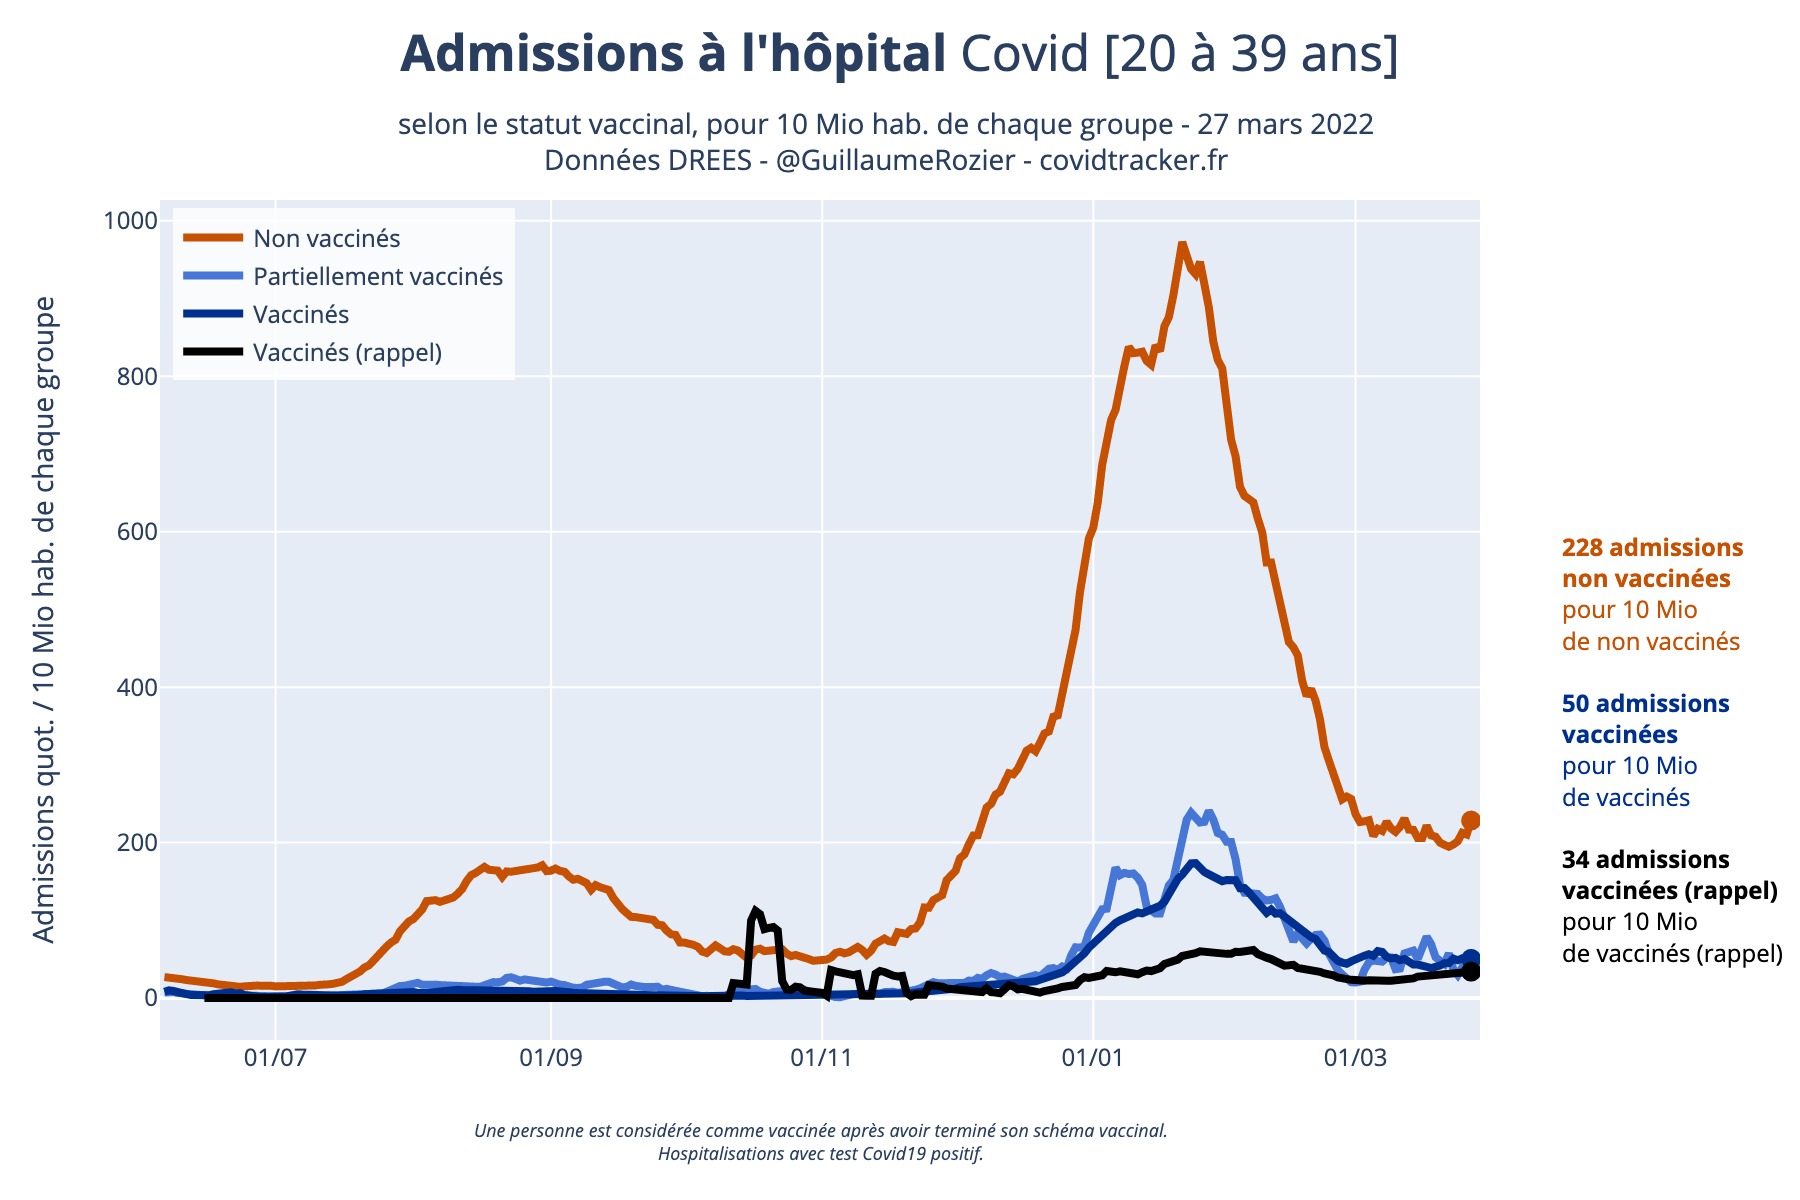 Admissions à l'hôpital Covid [20 à 39 ans]
selon le statut vaccinal, pour 10 Mio hab. de chaque groupe - 27 mars 2022
Données DREES - @GuillaumeRozier - covidtracker.fr
Admissions quot. / 10 Mio hab. de chaque groupe
1000
800
600
400
200
0
Non vaccinés
Partiellement vaccinés
Vaccinés
Vaccinés (rappel)
228 admissions
non vaccinées
pour 10 Mio
de non vaccinés
50 admissions
vaccinées
pour 10 Mio
de vaccinés
34 admissions
vaccinées (rappel)
pour 10 Mio
de vaccinés (rappel)
01/07
01/09
01/11
01/01
01/03
Une personne est considérée comme vaccinée après avoir terminé son schéma vaccinal.
Hospitalisations avec test Covid19 positif.